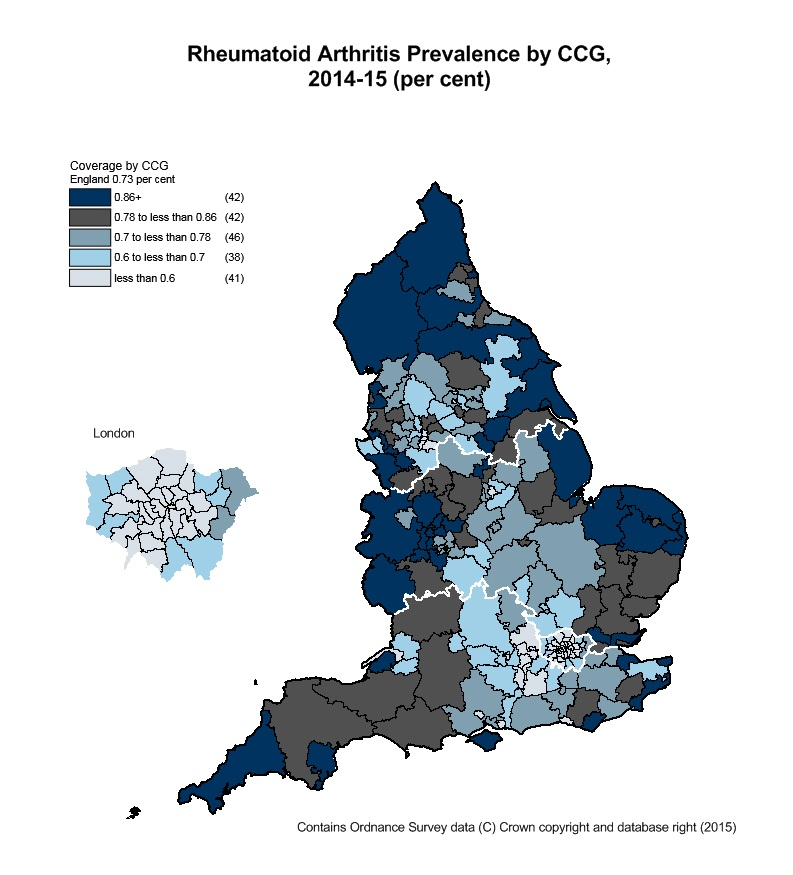 Rheumatoid Arthritis Prevalence by CCG,
2014-15 (per cent)
Coverage by CCG
England 0.73 per cent
0.86+ (42)
0.78 to less than 0.86 (42)
0.7 to less than 0.78 (46)
0.6 to less than 0.7 (38)
less than 0.6 (41)
London
Contains Ordnance Survey data (C) Crown copyright and database right (2015)